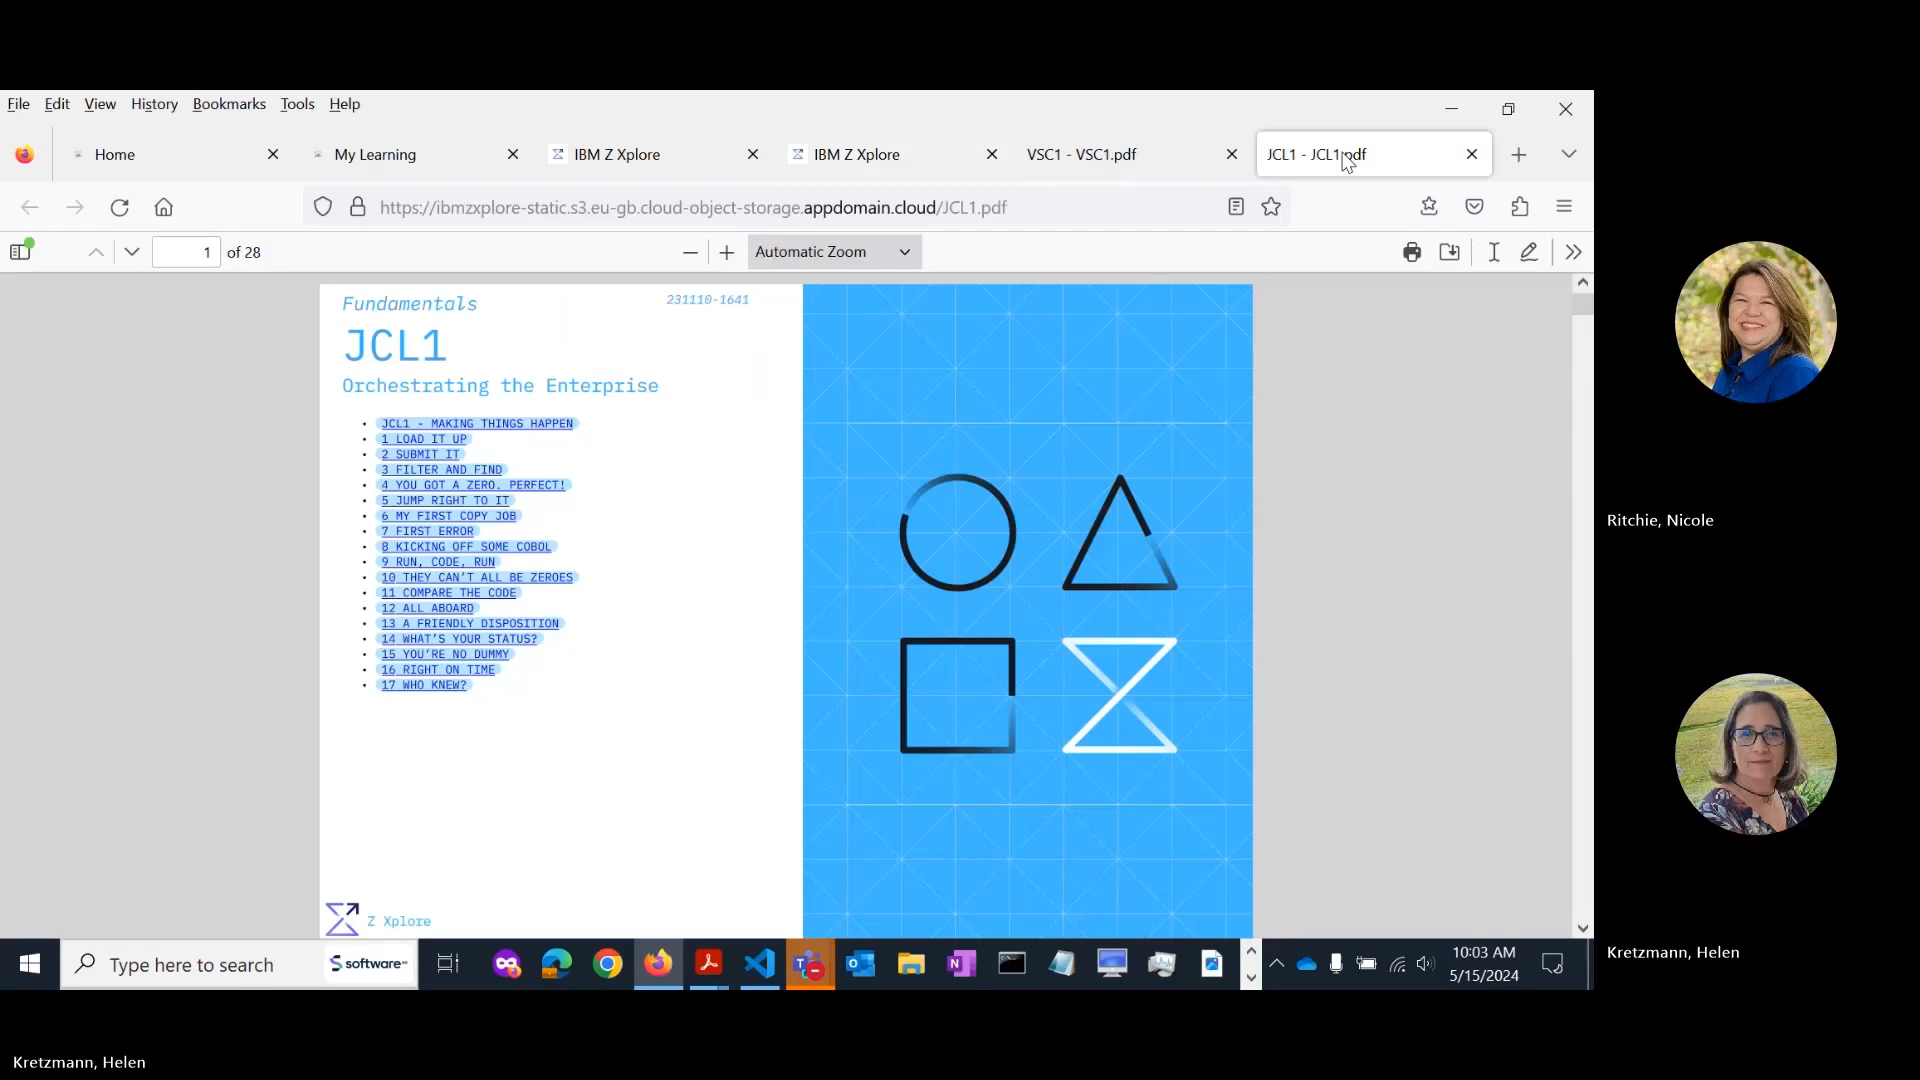 File Edit View History Bookmarks Tools Help
Home My Learning IBM Z Xplore IBM Z Xplore VSC1 - VSC1.pdf JCL1 - JCL1.pdf
https://ibmzxplore-static.s3.eu-gb.cloud-object-storage.appdomain.cloud/JCL1.pdf
1 of 28 Automatic Zoom
Fundamentals 231110-1641
JCL1
Orchestrating the Enterprise
• JCL1 - MAKING THINGS HAPPEN
• 1 LOAD IT UP
• 2 SUBMIT IT
• 3 FILTER AND FIND
• 4 YOU GOT A ZERO. PERFECT!
• 5 JUMP RIGHT TO IT
• 6 MY FIRST COPY JOB
• 7 FIRST ERROR
• 8 KICKING OFF SOME COBOL
• 9 RUN, CODE, RUN
• 10 THEY CAN'T ALL BE ZEROES
• 11 COMPARE THE CODE
• 12 ALL ABOARD
• 13 A FRIENDLY DISPOSITION
• 14 WHAT'S YOUR STATUS?
• 15 YOU'RE NO DUMMY
• 16 RIGHT ON TIME
• 17 WHO KNEW?
Z Xplore
Ritchie, Nicole
Kretzmann, Helen
Type here to search software AG
10:03 AM
5/15/2024
Kretzmann, Helen